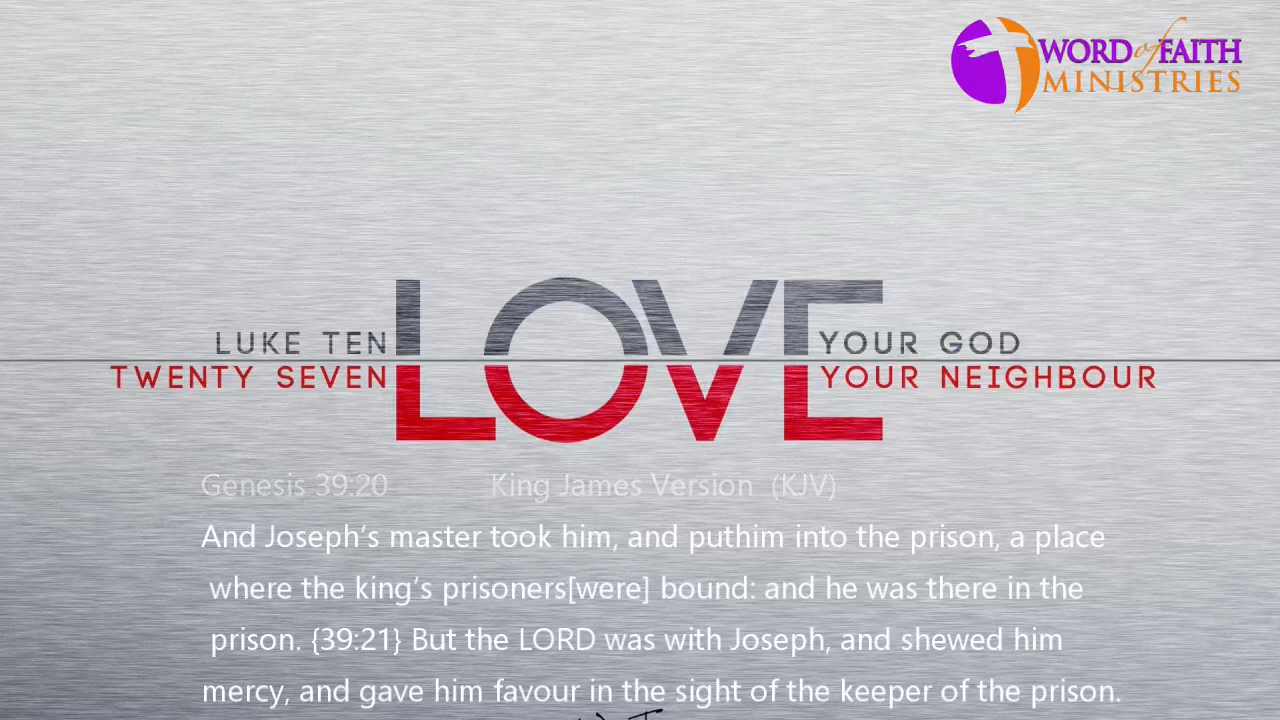 WORD of FAITH
MINISTRIES
LUKE TEN
TWENTY SEVEN
LOVE
YOUR GOD
YOUR NEIGHBOUR
Genesis 39:20 King James Version (KJV)
And Joseph’s master took him, and puthim into the prison, a place
where the king’s prisoners[were] bound: and he was there in the
prison. {39:21} But the LORD was with Joseph, and shewed him
mercy, and gave him favour in the sight of the keeper of the prison.